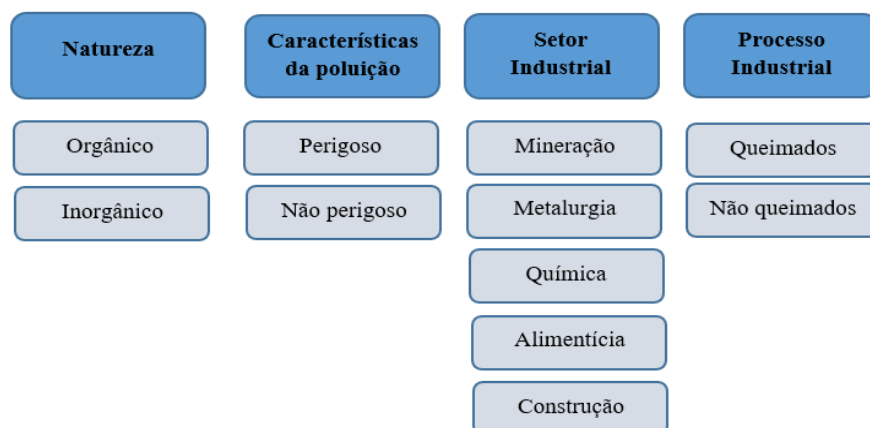 Natureza
Orgânico
Inorgânico
Características
da poluição
Perigoso
Não perigoso
Setor
Industrial
Mineração
Metalurgia
Química
Alimentícia
Construção
Processo
Industrial
Queimados
Não queimados